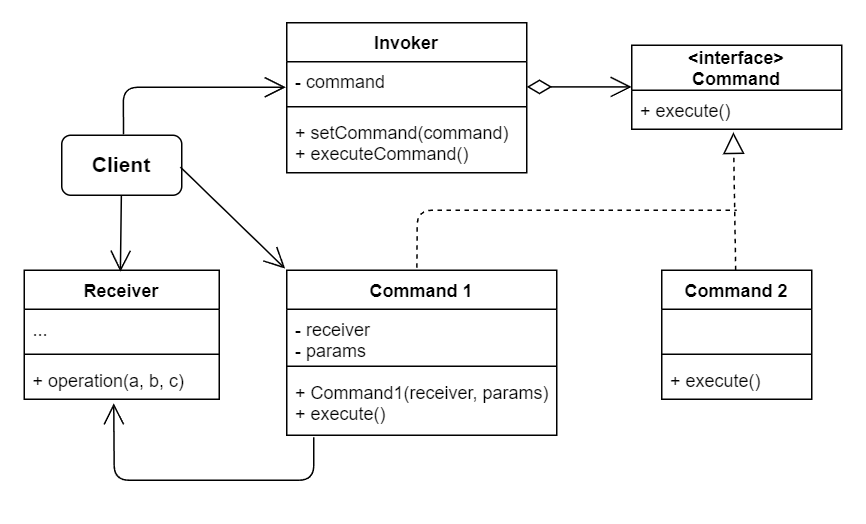 Invoker
- command
+ setCommand(command)
+ executeCommand()
<interface>
Command
+ execute()
Client
Receiver
...
+ operation(a, b, c)
Command 1
- receiver
- params
+ Command1(receiver, params)
+ execute()
Command 2
+ execute()